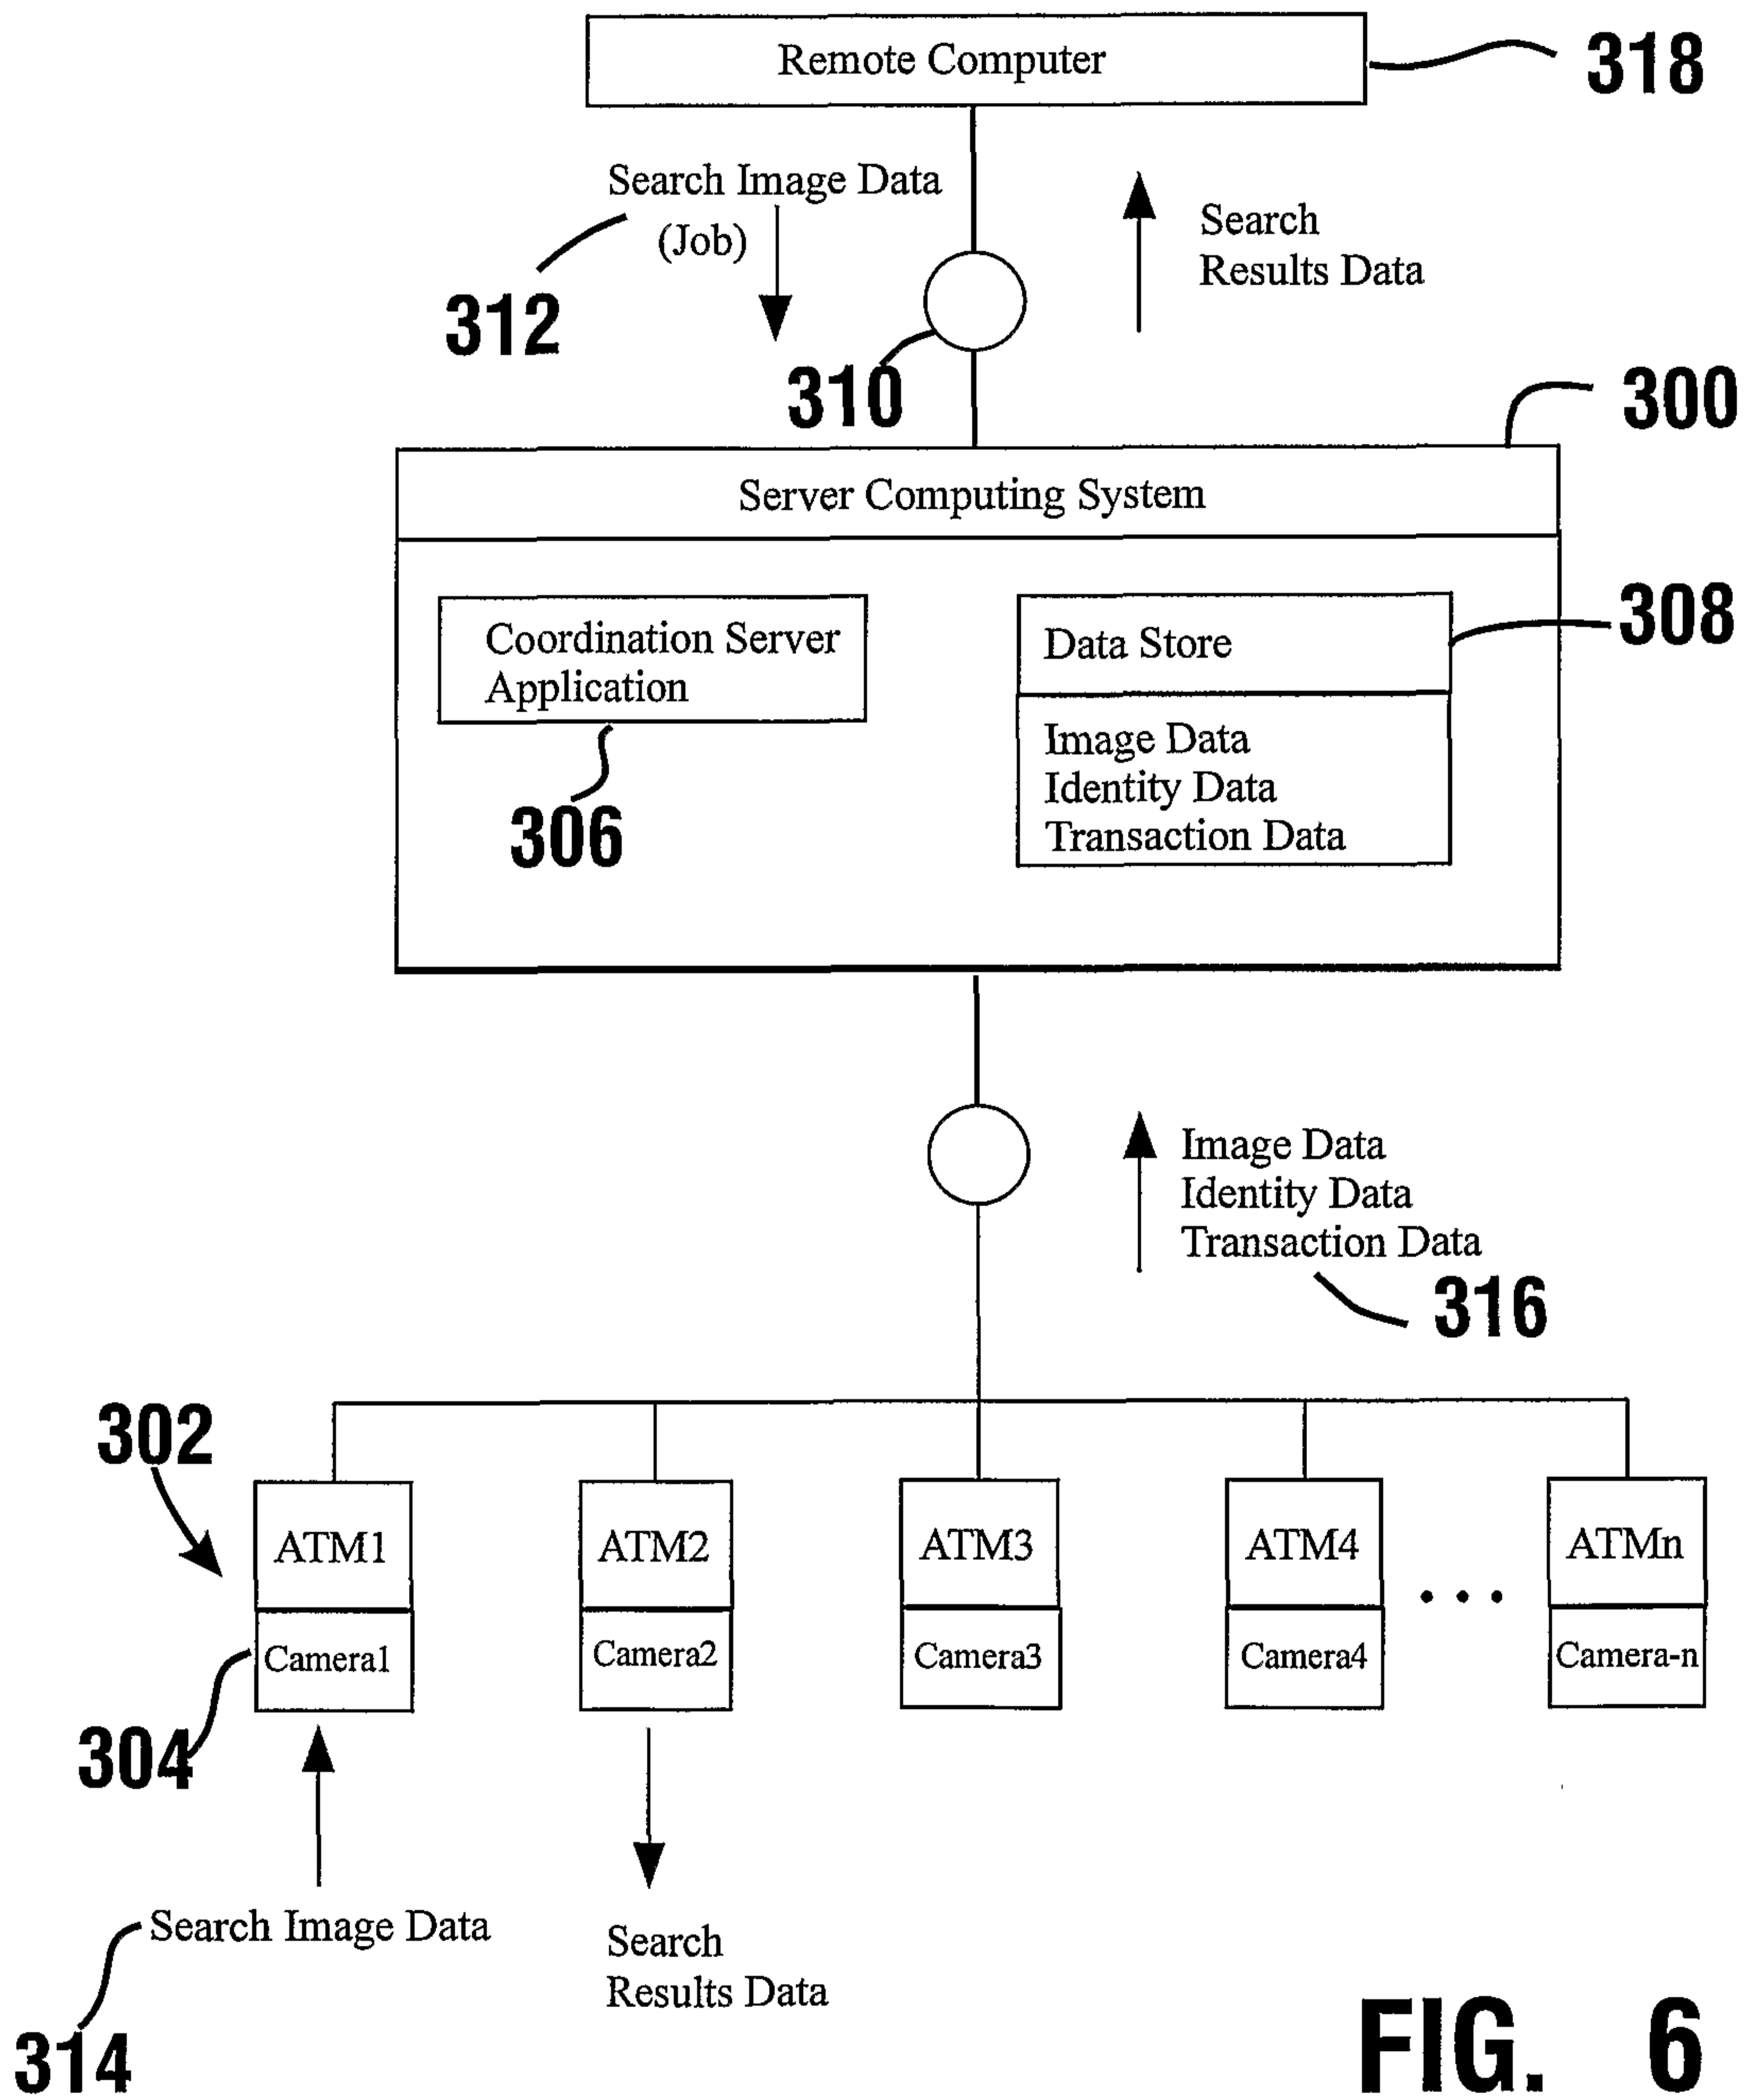 Remote Computer
318
Search Image Data
(Job)
Search
Results Data
312
310
300
Server Computing System
Coordination Server
Application
306
Data Store
308
Image Data
Identity Data
Transaction Data
Image Data
Identity Data
Transaction Data
316
302
ATM1
ATM2
ATM3
ATM4
ATMn
. . .
Camera1
Camera2
Camera3
Camera4
Camera-n
304
Search Image Data
Search
Results Data
314
FIG. 6